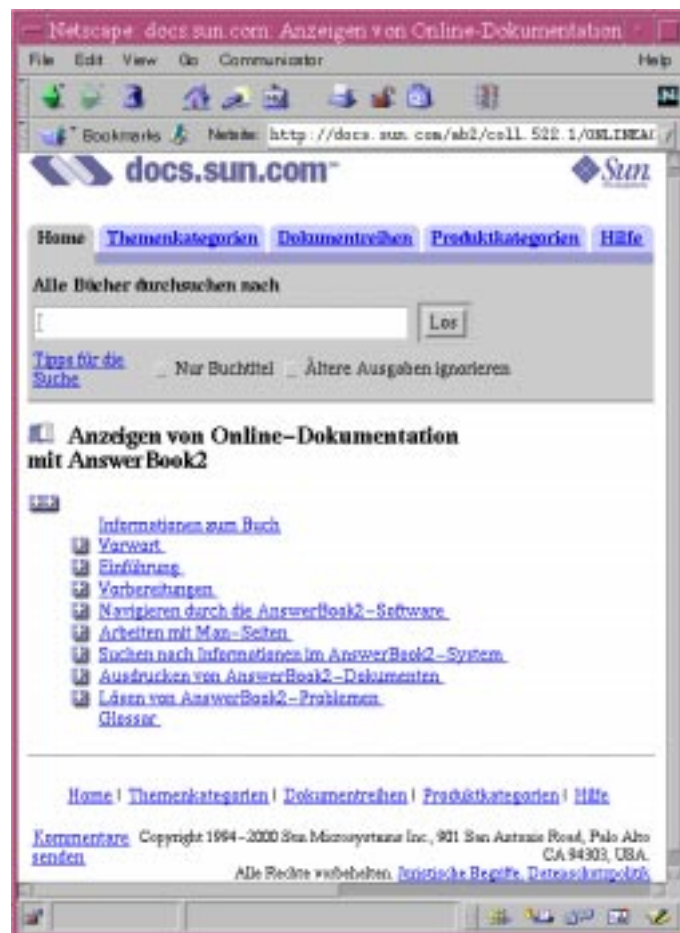 Netscape: docs.sun.com: Anzeigen von Online-Dokumentation
File Edit View Go Communicator Help
Bookmarks Netsite: http://docs.sun.com/ab2/coll.522.1/ONLINEAC
docs.sun.com Sun
Home Themenkategorien Dokumentreihen Produktkategorien Hilfe
Alle Bücher durchsuchen nach
Los
Tipps für die Suche Nur Buchtitel Ältere Ausgaben ignorieren
Anzeigen von Online-Dokumentation
mit AnswerBook2
Informationen zum Buch
Vorwort
Einführung
Vorbereitungen
Navigieren durch die AnswerBook2-Software
Arbeiten mit Man-Seiten
Suchen nach Informationen im AnswerBook2-System
Ausdrucken von AnswerBook2-Dokumenten
Lösen von AnswerBook2-Problemen
Glossar
Home | Themenkategorien | Dokumentreihen | Produktkategorien | Hilfe
Kommentare senden Copyright 1994-2000 Sun Microsystems Inc., 901 San Antonio Road, Palo Alto
CA 94303, USA.
Alle Rechte vorbehalten. Juristische Begriffe, Datenschutzpolitik